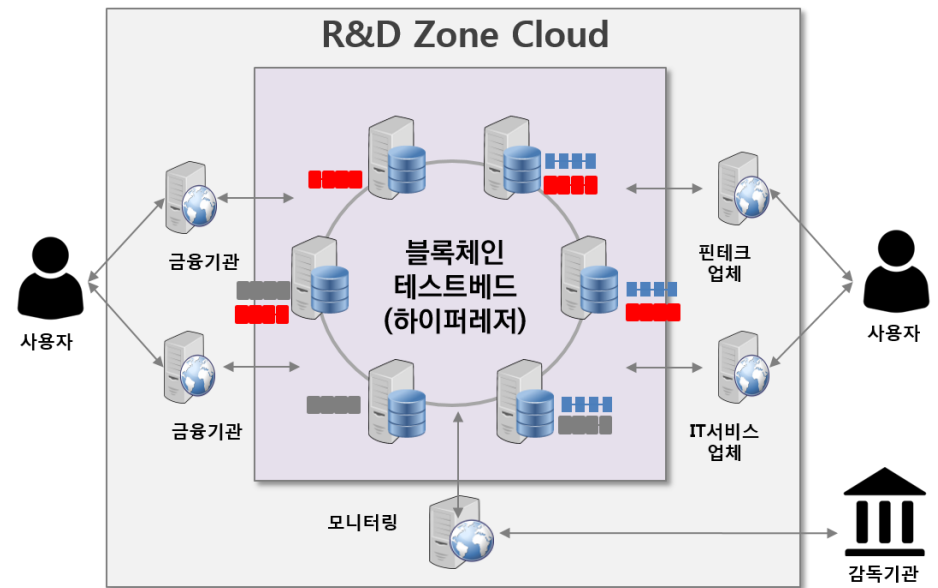 R&D Zone Cloud
블록체인
테스트베드
(하이퍼레저)
금융기관
핀테크
업체
사용자
사용자
금융기관
IT서비스
업체
모니터링
감독기관